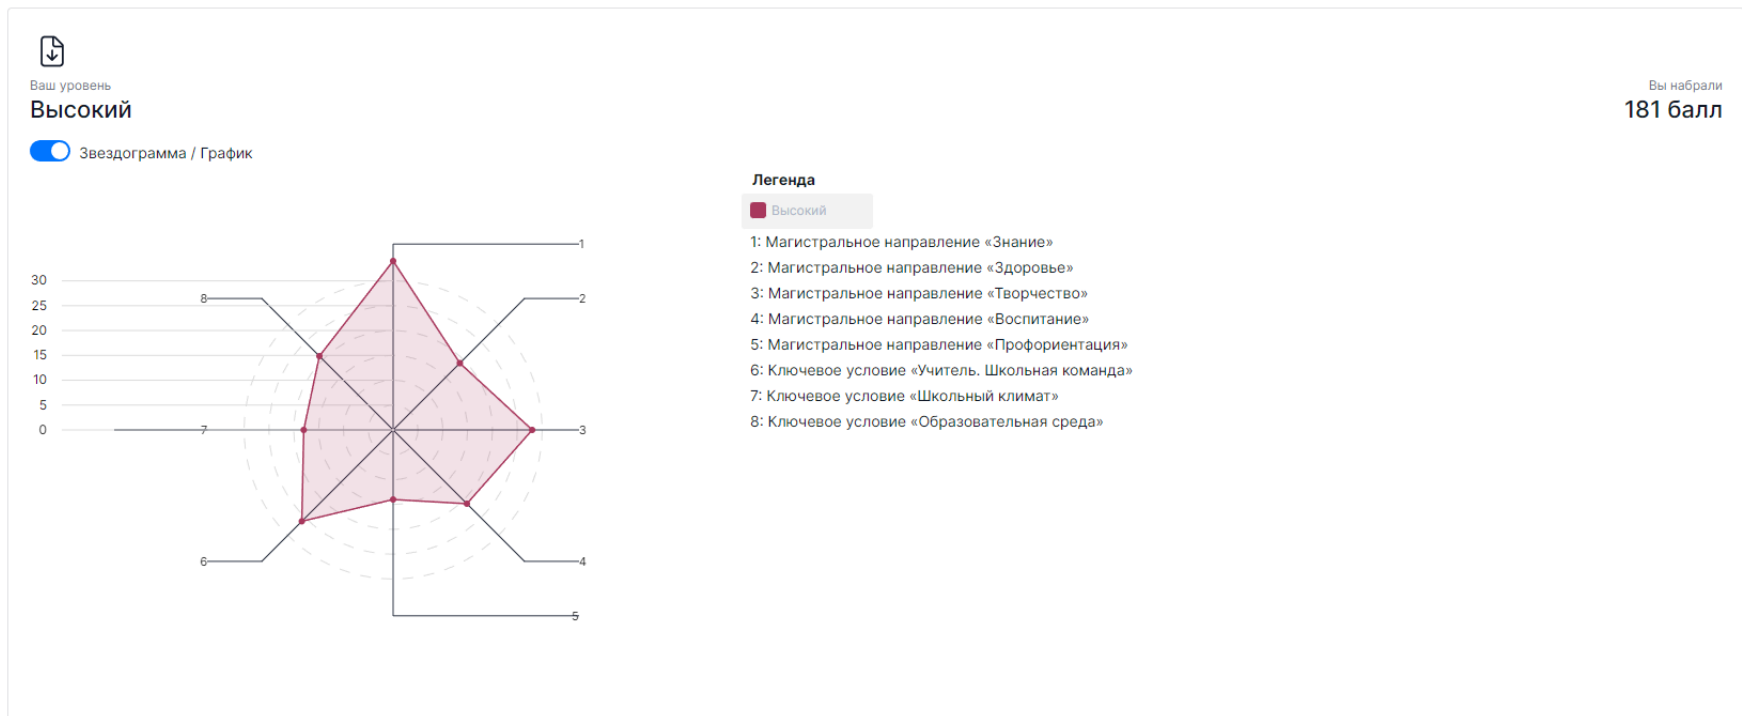 Ваш уровень
Высокий
Вы набрали
181 балл
Звездограмма / График
30
25
20
15
10
5
0
1
2
3
4
5
6
7
8
Легенда
Высокий
1: Магистральное направление «Знание»
2: Магистральное направление «Здоровье»
3: Магистральное направление «Творчество»
4: Магистральное направление «Воспитание»
5: Магистральное направление «Профориентация»
6: Ключевое условие «Учитель. Школьная команда»
7: Ключевое условие «Школьный климат»
8: Ключевое условие «Образовательная среда»